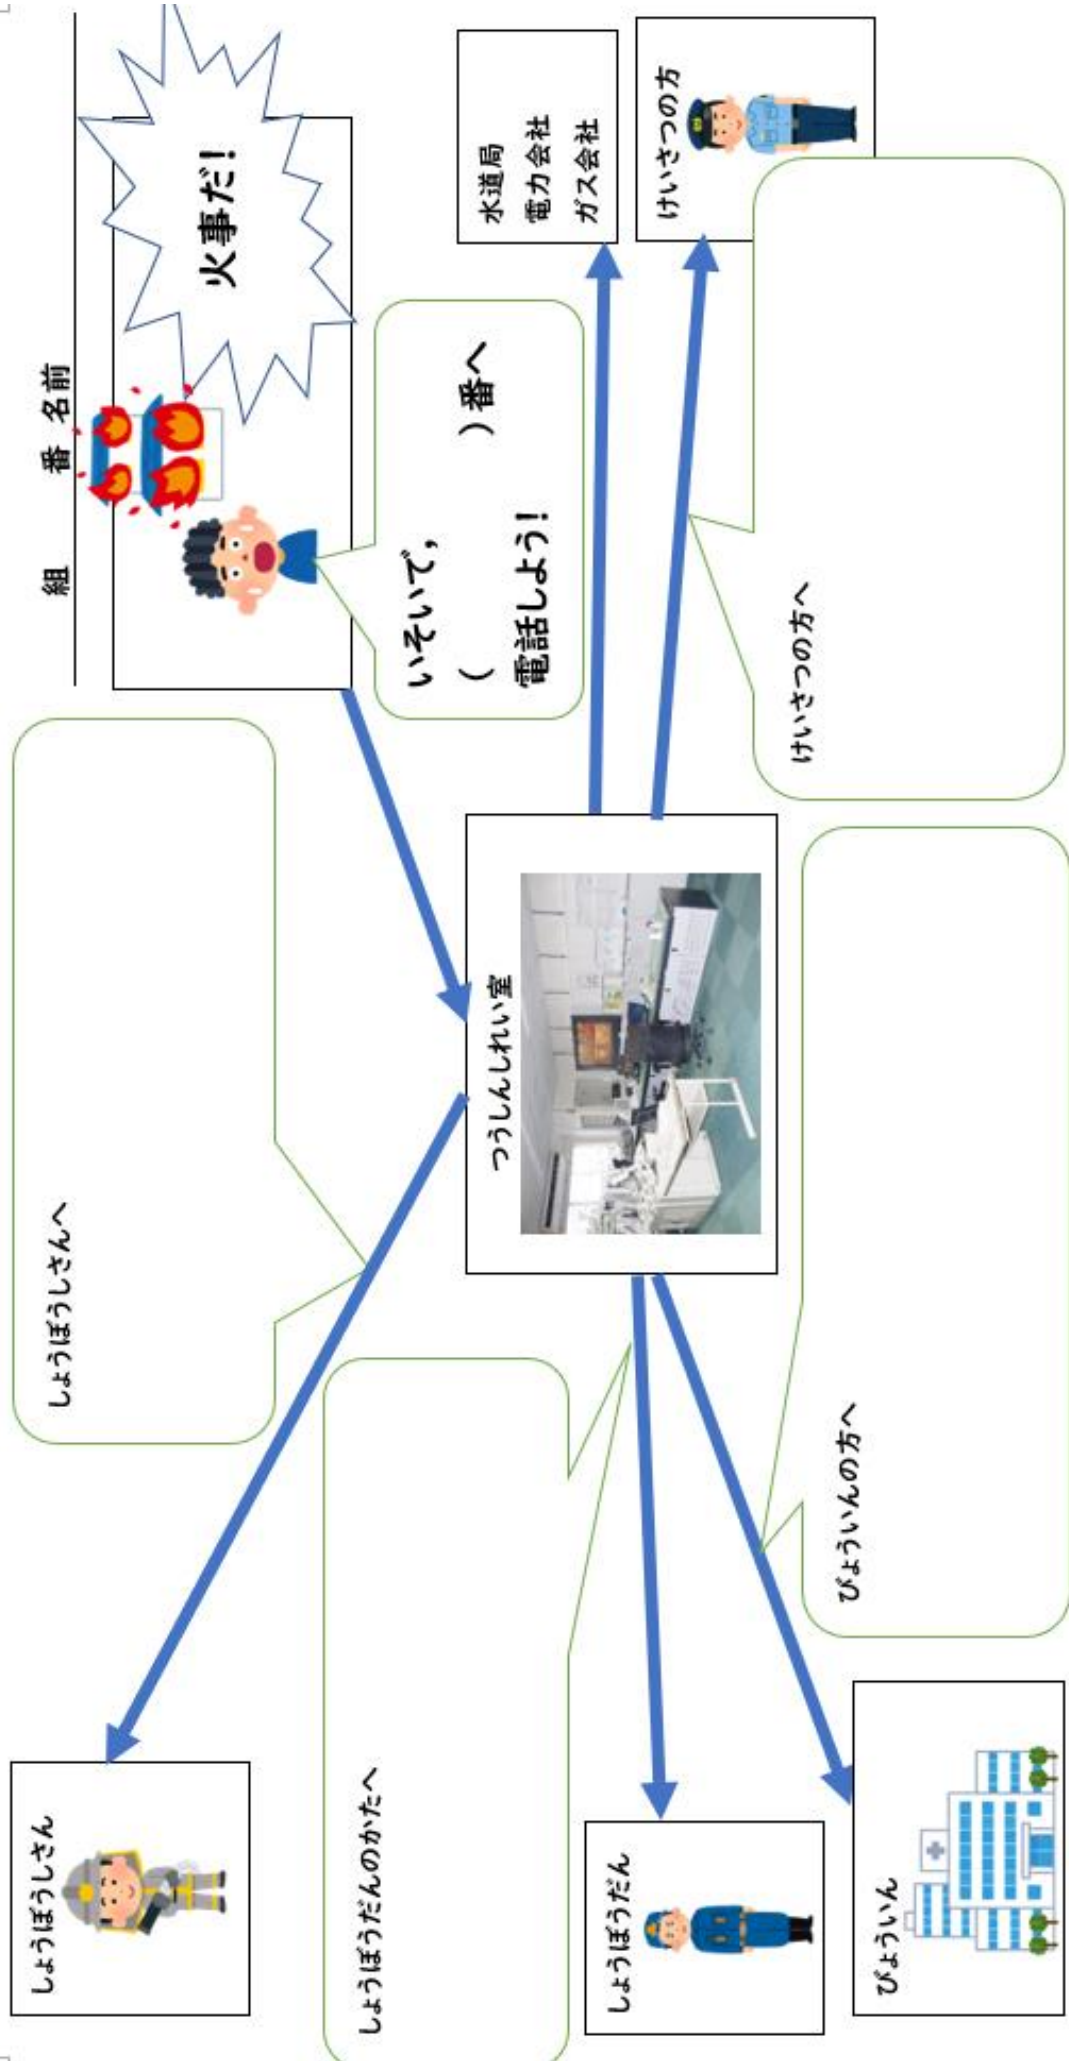 組　番 名前
火事だ！
いそいで，
（　　　　）番へ
電話しよう！
水道局
電力会社
ガス会社
けいさつの方
けいさつの方へ
つうしんしれい室
しょうぼうしさんへ
しょうぼうしさん
しょうぼうだんのかたへ
しょうぼうだん
びょういんの方へ
びょういん